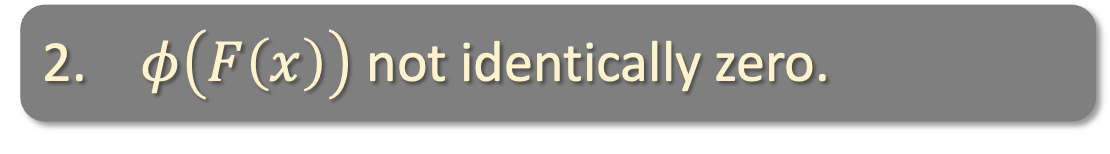 2. 𝜙(𝐹(𝑥)) not identically zero.